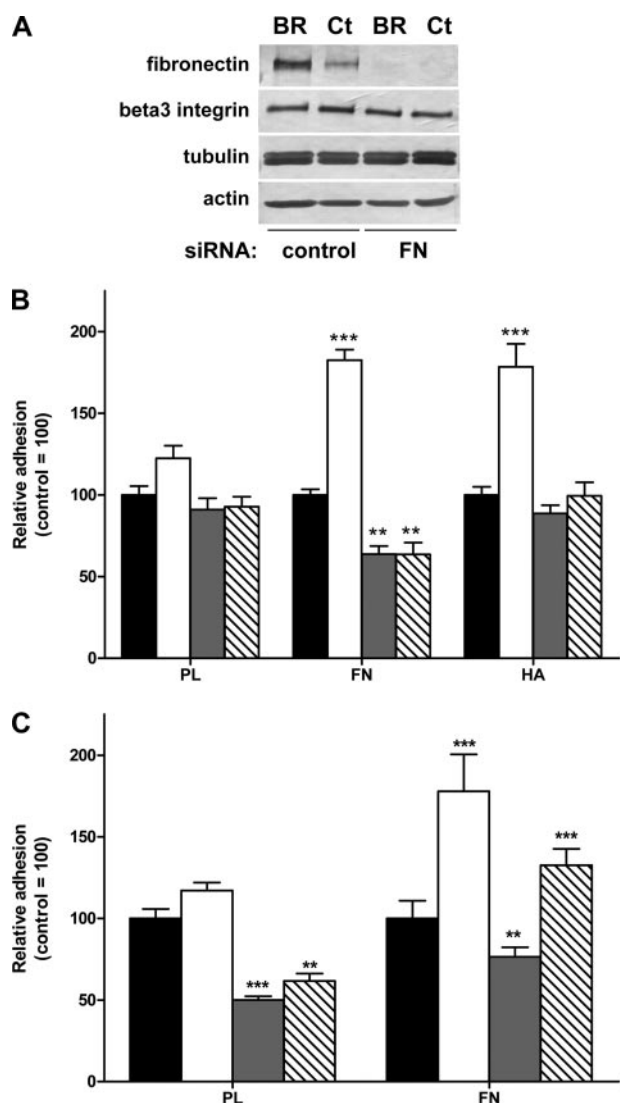 A
BR Ct BR Ct
fibronectin
beta3 integrin
tubulin
actin
siRNA: control FN
B
Relative adhesion
(control = 100)
200
150
100
50
0
***
** **
***
PL FN HA
C
Relative adhesion
(control = 100)
200
150
100
50
0
***
**
***
**
***
PL FN